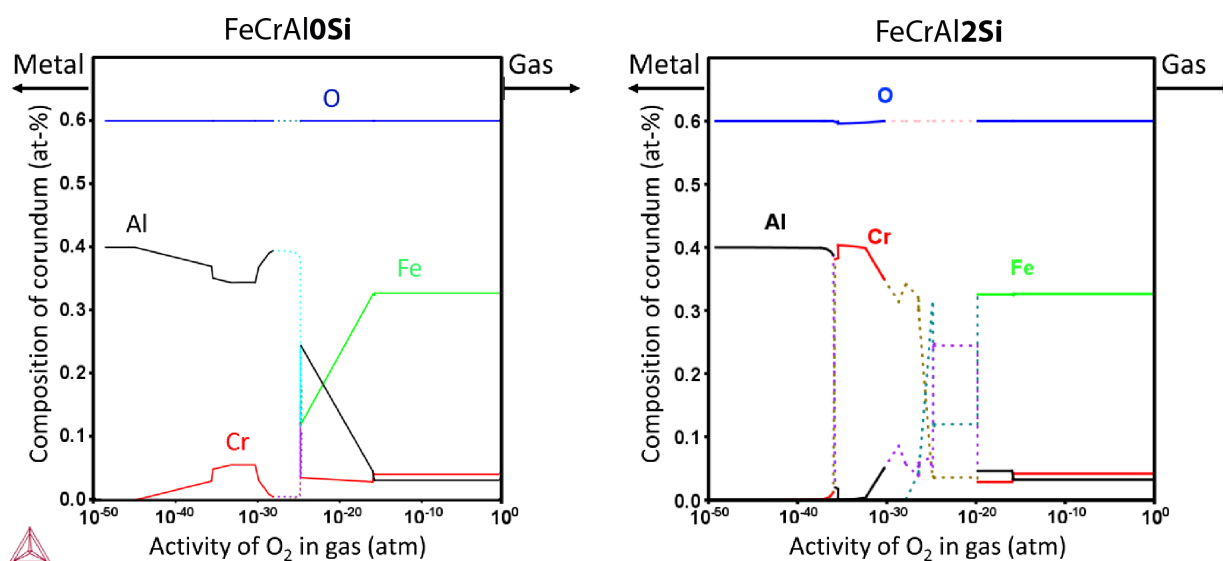 FeCrAl0Si
Metal
Gas
O
Al
Fe
Cr
Composition of corundum (at-%)
0.6
0.5
0.4
0.3
0.2
0.1
0.0
10-50
10-40
10-30
10-20
10-10
100
Activity of O2 in gas (atm)
FeCrAl2Si
Metal
Gas
O
Al
Cr
Fe
Composition of corundum (at-%)
0.6
0.5
0.4
0.3
0.2
0.1
0.0
10-50
10-40
10-30
10-20
10-10
100
Activity of O2 in gas (atm)